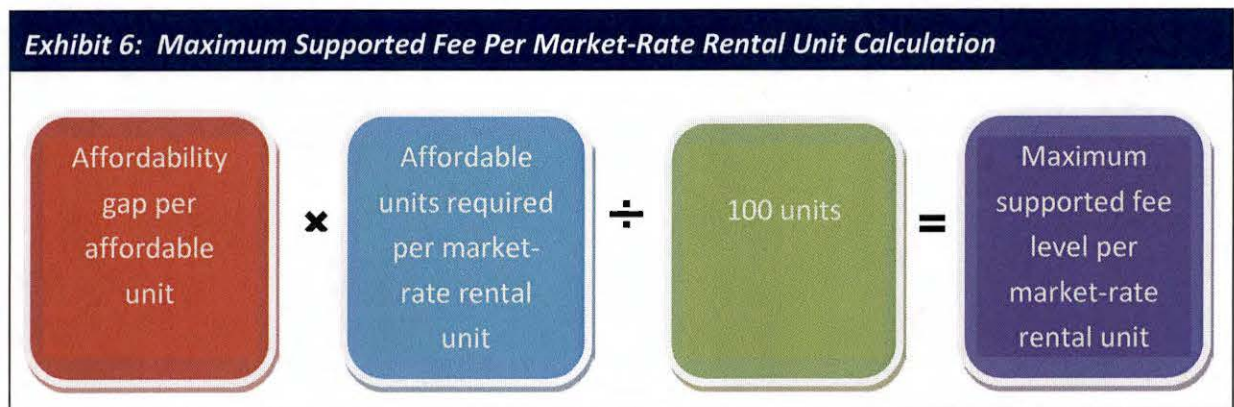 Exhibit 6: Maximum Supported Fee Per Market-Rate Rental Unit Calculation
Affordability
gap per
affordable
unit
×
Affordable
units required
per market-
rate rental
unit
÷
100 units
=
Maximum
supported fee
level per
market-rate
rental unit